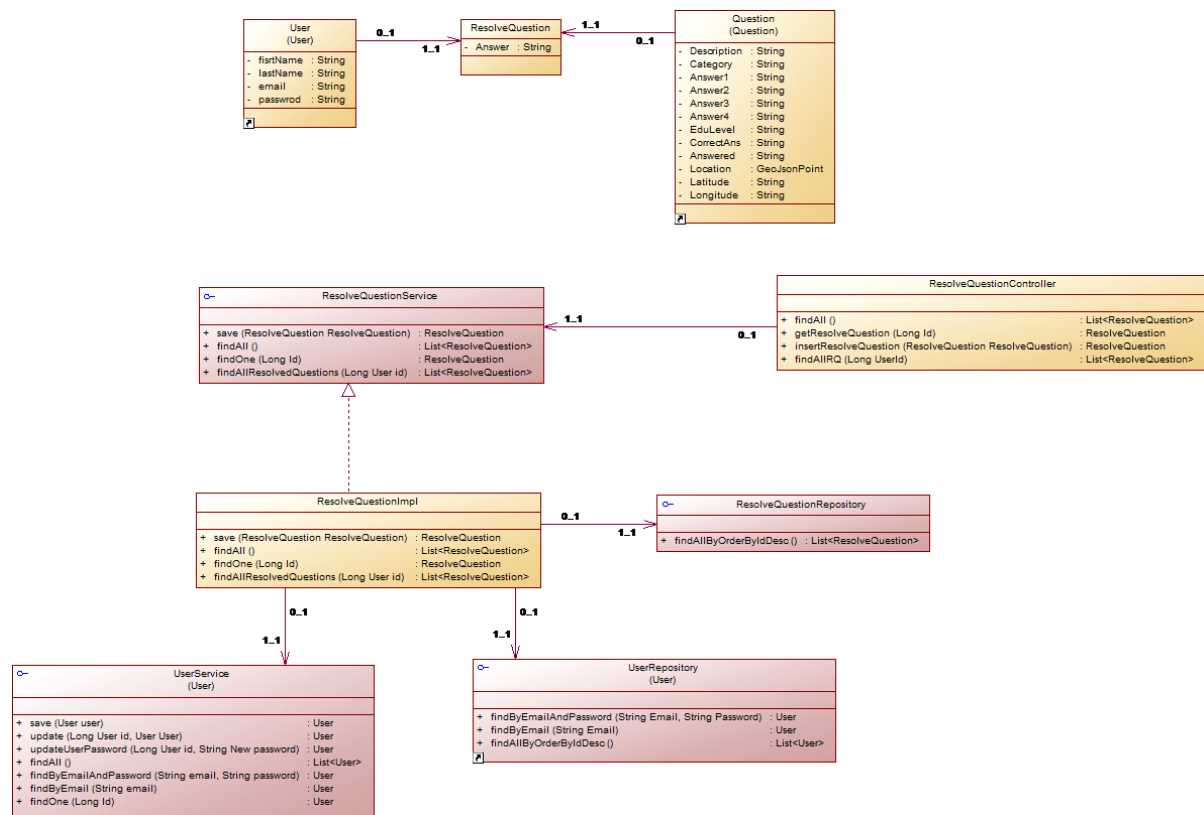 User
(User)
- fisrtName : String
- lastName : String
- email : String
- passwrod : String
0..1
1..1
ResolveQuestion
- Answer : String
1..1
0..1
Question
(Question)
- Description : String
- Category : String
- Answer1 : String
- Answer2 : String
- Answer3 : String
- Answer4 : String
- EduLevel : String
- CorrectAns : String
- Answered : String
- Location : GeoJsonPoint
- Latitude : String
- Longitude : String
ResolveQuestionService
+ save (ResolveQuestion ResolveQuestion) : ResolveQuestion
+ findAll () : List<ResolveQuestion>
+ findOne (Long Id) : ResolveQuestion
+ findAllResolvedQuestions (Long User id) : List<ResolveQuestion>
1..1
0..1
ResolveQuestionController
+ findAll () : List<ResolveQuestion>
+ getResolveQuestion (Long Id) : ResolveQuestion
+ insertResolveQuestion (ResolveQuestion ResolveQuestion) : ResolveQuestion
+ findAllRQ (Long UserId) : List<ResolveQuestion>
ResolveQuestionImpl
+ save (ResolveQuestion ResolveQuestion) : ResolveQuestion
+ findAll () : List<ResolveQuestion>
+ findOne (Long Id) : ResolveQuestion
+ findAllResolvedQuestions (Long User id) : List<ResolveQuestion>
0..1
1..1
ResolveQuestionRepository
+ findAllByOrderByIdDesc () : List<ResolveQuestion>
0..1
1..1
0..1
1..1
UserService
(User)
+ save (User user) : User
+ update (Long User id, User User) : User
+ updateUserPassword (Long User id, String New password) : User
+ findAll () : List<User>
+ findByEmailAndPassword (String email, String password) : User
+ findByEmail (String email) : User
+ findOne (Long Id) : User
UserRepository
(User)
+ findByEmailAndPassword (String Email, String Password) : User
+ findByEmail (String Email) : User
+ findAllByOrderByIdDesc () : List<User>